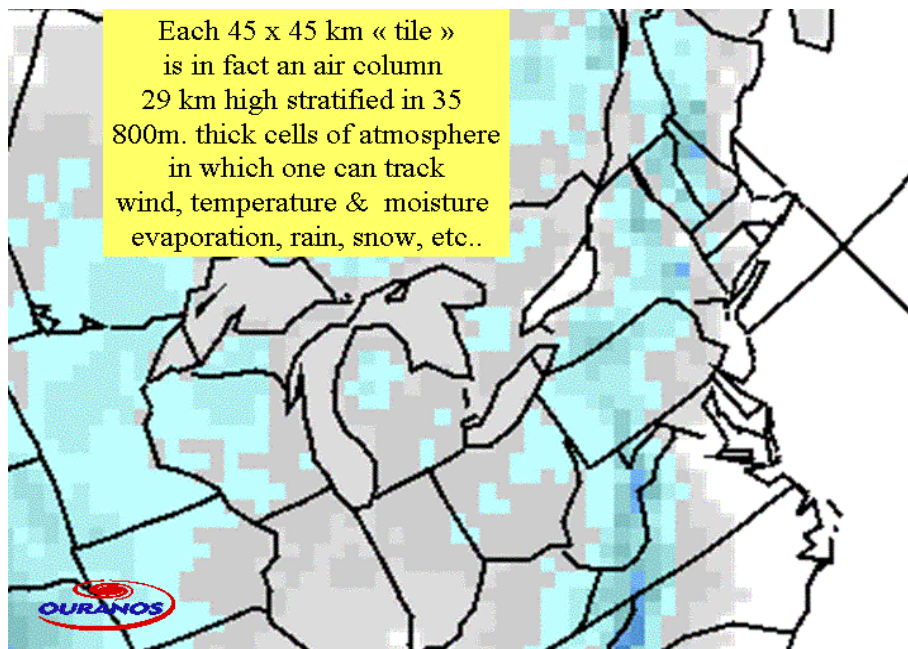 Each 45 x 45 km « tile »
is in fact an air column
29 km high stratified in 35
800m. thick cells of atmosphere
in which one can track
wind, temperature & moisture
evaporation, rain, snow, etc..
OURANOS